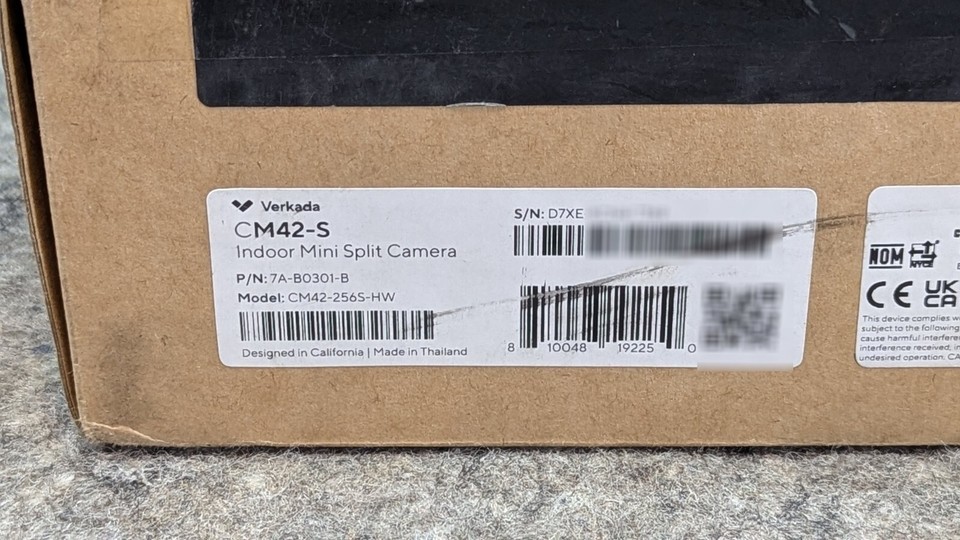 Verkada
CM42-S
Indoor Mini Split Camera
P/N: 7A-B0301-B
Model: CM42-256S-HW
Designed in California | Made in Thailand
S/N: D7XE
8 10048 19225 0
NOM NYCE
CE UK
CA
This device complies
subject to the following
cause harmful
interference received,
undesired operation.